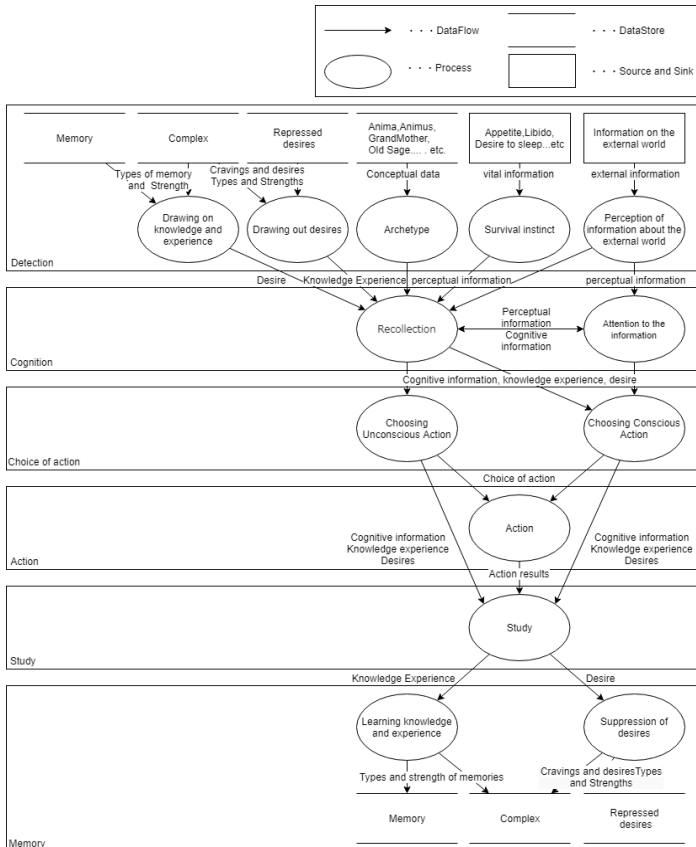 · · · DataFlow
· · · DataStore
· · · Process
· · · Source and Sink
Memory
Complex
Repressed
desires
Anima,Animus,
GrandMother,
Old Sage.... . etc.
Appetite,Libido,
Desire to sleep...etc
Information on the
external world
Types of memory
and Strength
Cravings and desires
Types and Strengths
Conceptual data
vital information
external information
Drawing on
knowledge and
experience
Drawing out desires
Archetype
Survival instinct
Perception of
information about the
external world
Detection
Desire
Knowledge Experience
perceptual information
perceptual information
Recollection
Perceptual
information
Cognitive
information
Attention to the
information
Cognition
Cognitive information, knowledge experience, desire
Choosing
Unconscious Action
Choosing Conscious
Action
Choice of action
Choice of action
Action
Cognitive information
Knowledge experience
Desires
Cognitive information
Knowledge experience
Desires
Action
Action results
Study
Study
Knowledge Experience
Desire
Learning knowledge
and experience
Suppression of
desires
Types and strength of memories
Cravings and desiresTypes
and Strengths
Memory
Complex
Repressed
desires
Memory